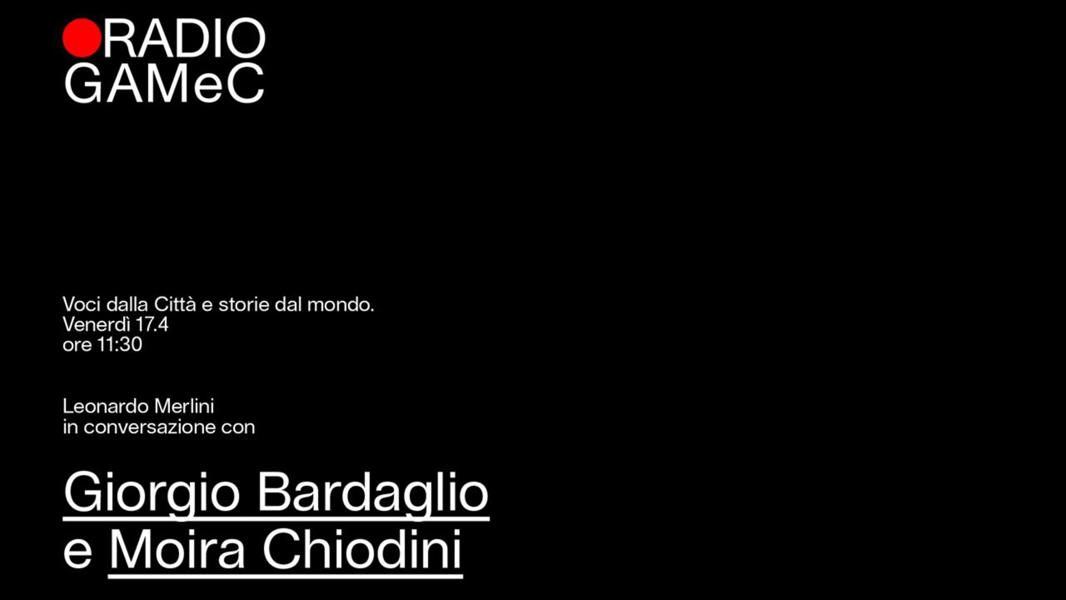 RADIO
GAMeC
Voci dalla Città e storie dal mondo.
Venerdì 17.4
ore 11:30
Leonardo Merlini
in conversazione con
Giorgio Bardaglio
e Moira Chiodini